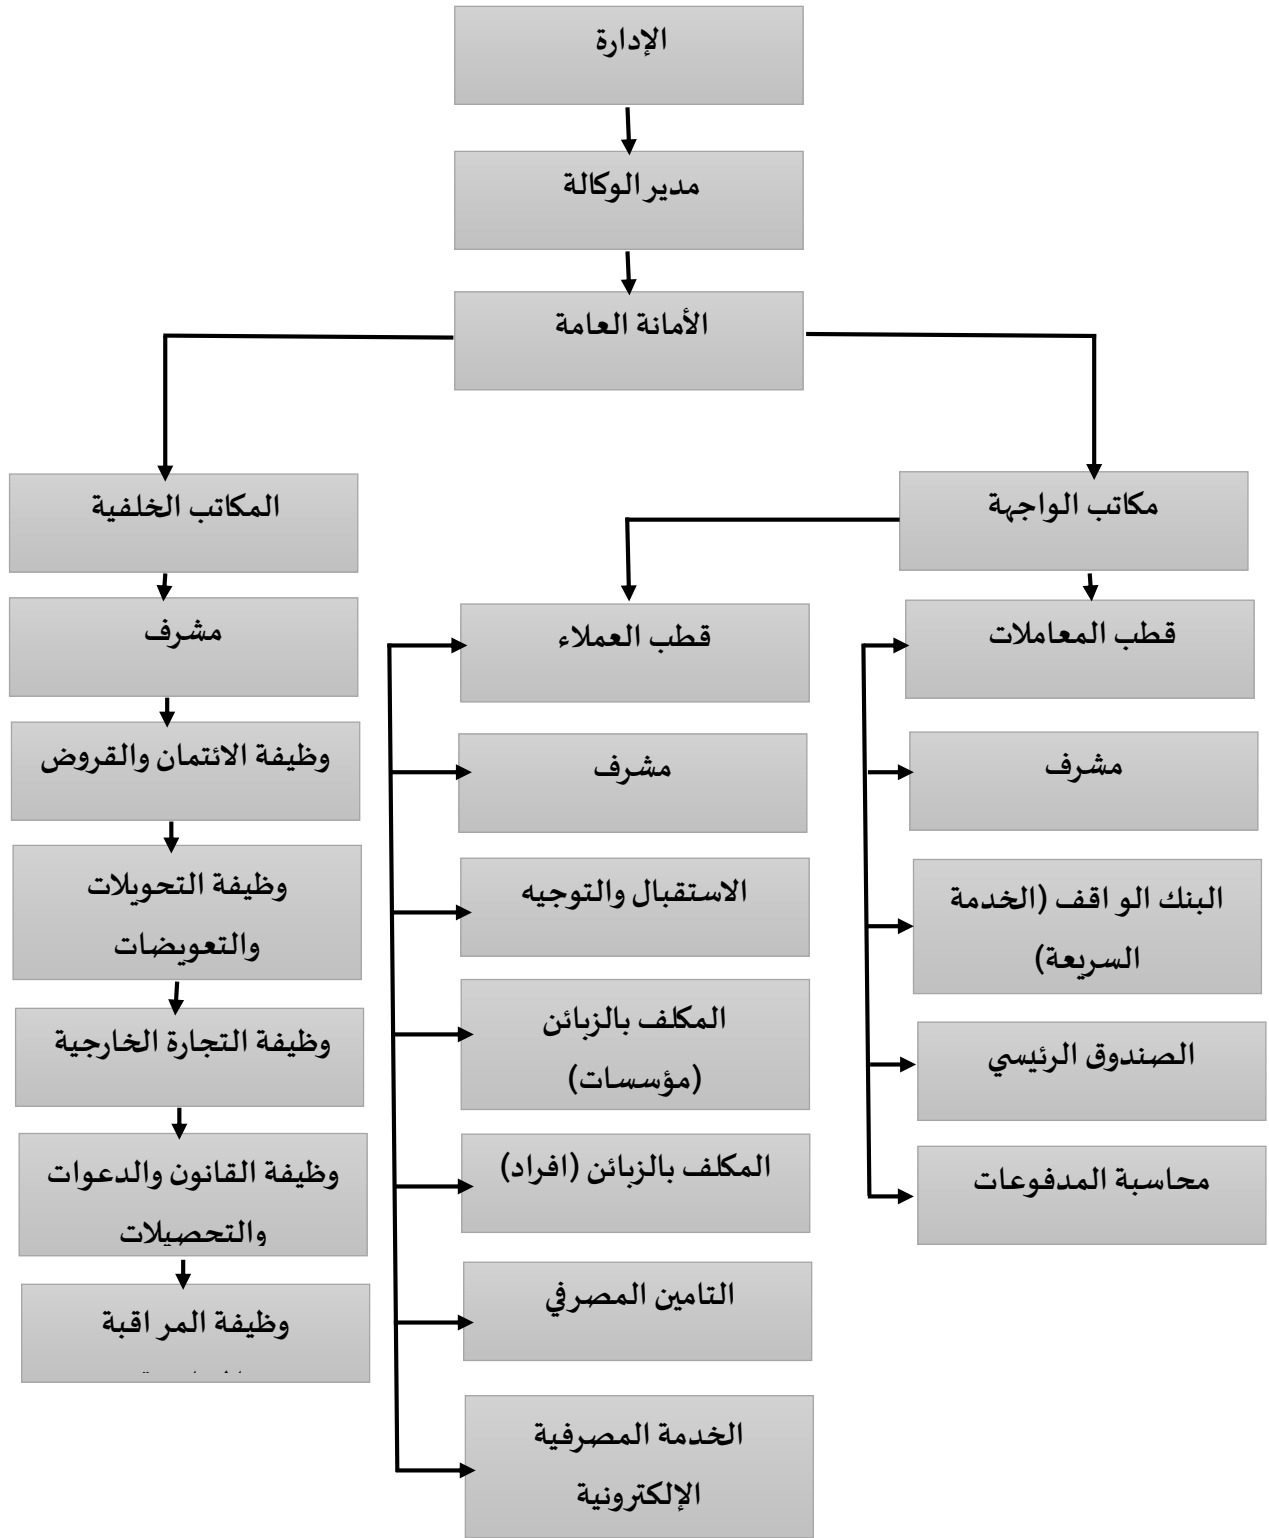 الإدارة
مدير الوكالة
الأمانة العامة
مكاتب الواجهة
قطب المعاملات
مشرف
البنك الو اقف (الخدمة
السريعة)
الصندوق الرئيسي
محاسبة المدفوعات
قطب العملاء
مشرف
الاستقبال والتوجيه
المكلف بالزبائن
(مؤسسات)
المكلف بالزبائن (افراد)
التامين المصرفي
الخدمة المصرفية
الإلكترونية
المكاتب الخلفية
مشرف
وظيفة الائتمان والقروض
وظيفة التحويلات
والتعويضات
وظيفة التجارة الخارجية
وظيفة القانون والدعوات
والتحصيلات
وظيفة المر اقبة